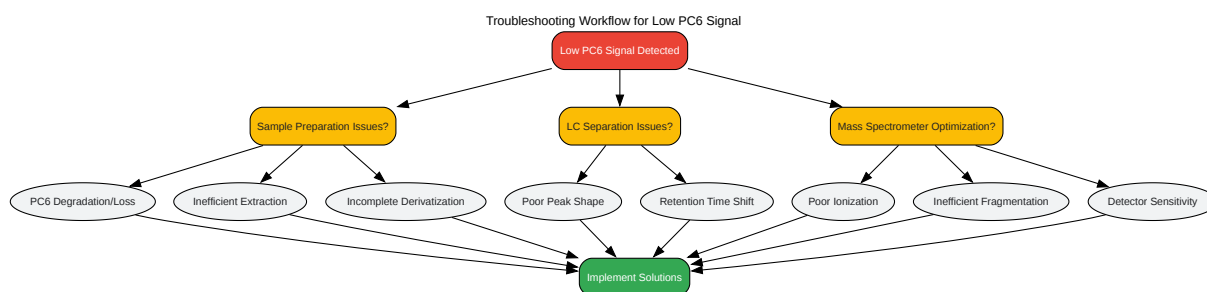 Troubleshooting Workflow for Low PC6 Signal
Low PC6 Signal Detected
Sample Preparation Issues?
LC Separation Issues?
Mass Spectrometer Optimization?
PC6 Degradation/Loss
Inefficient Extraction
Incomplete Derivatization
Poor Peak Shape
Retention Time Shift
Poor Ionization
Inefficient Fragmentation
Detector Sensitivity
Implement Solutions